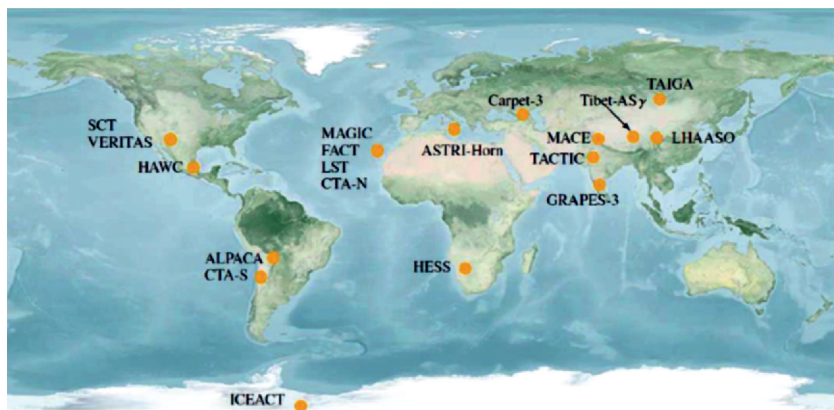 TAIGA
Carpet-3
Tibet-ASγ
SCT
VERITAS
MAGIC
FACT
LST
CTA-N
ASTRI-Horn
MACE
LHAASO
HAWC
TACTIC
GRAPES-3
ALPACA
CTA-S
HESS
ICEACT